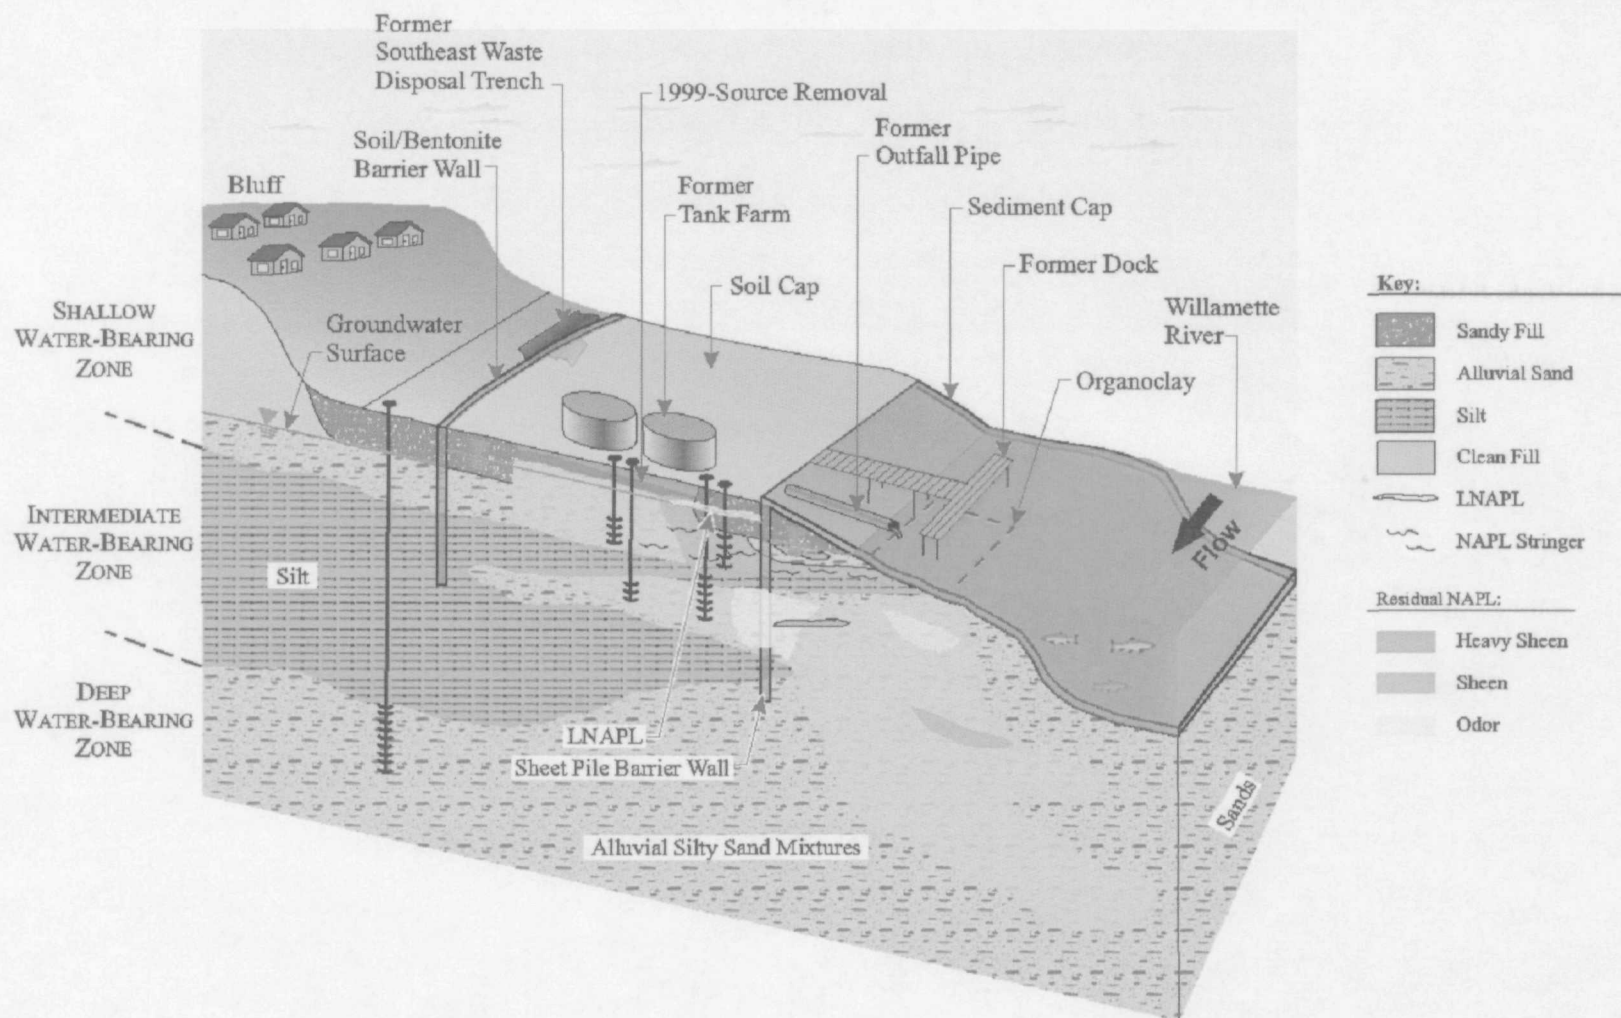 Former
Southeast Waste
Disposal Trench
1999-Source Removal
Former
Outfall Pipe
Soil/Bentonite
Barrier Wall
Bluff
Former
Tank Farm
Sediment Cap
Former Dock
Soil Cap
Willamette
River
Groundwater
Surface
Organoclay
SHALLOW
WATER-BEARING
ZONE
INTERMEDIATE
WATER-BEARING
ZONE
Silt
Flow
DEEP
WATER-BEARING
ZONE
LNAPL
Sheet Pile Barrier Wall
Sands
Alluvial Silty Sand Mixtures
Key:
Sandy Fill
Alluvial Sand
Silt
Clean Fill
LNAPL
NAPL Stringer
Residual NAPL:
Heavy Sheen
Sheen
Odor